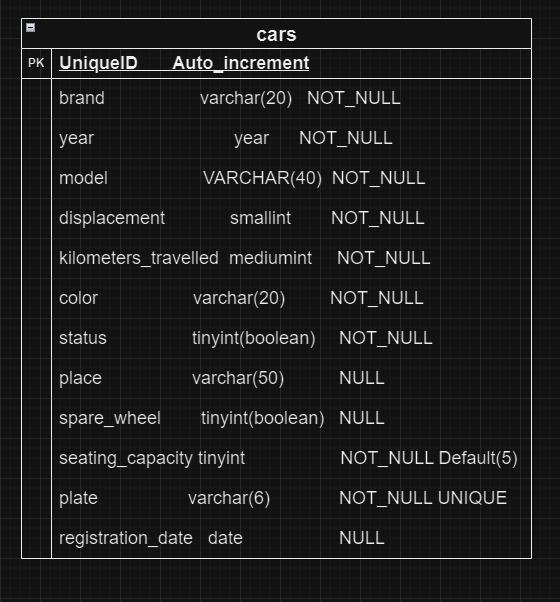 cars
PK UniqueID Auto_increment
brand varchar(20) NOT_NULL
year year NOT_NULL
model VARCHAR(40) NOT_NULL
displacement smallint NOT_NULL
kilometers_travelled mediumint NOT_NULL
color varchar(20) NOT_NULL
status tinyint(boolean) NOT_NULL
place varchar(50) NULL
spare_wheel tinyint(boolean) NULL
seating_capacity tinyint NOT_NULL Default(5)
plate varchar(6) NOT_NULL UNIQUE
registration_date date NULL